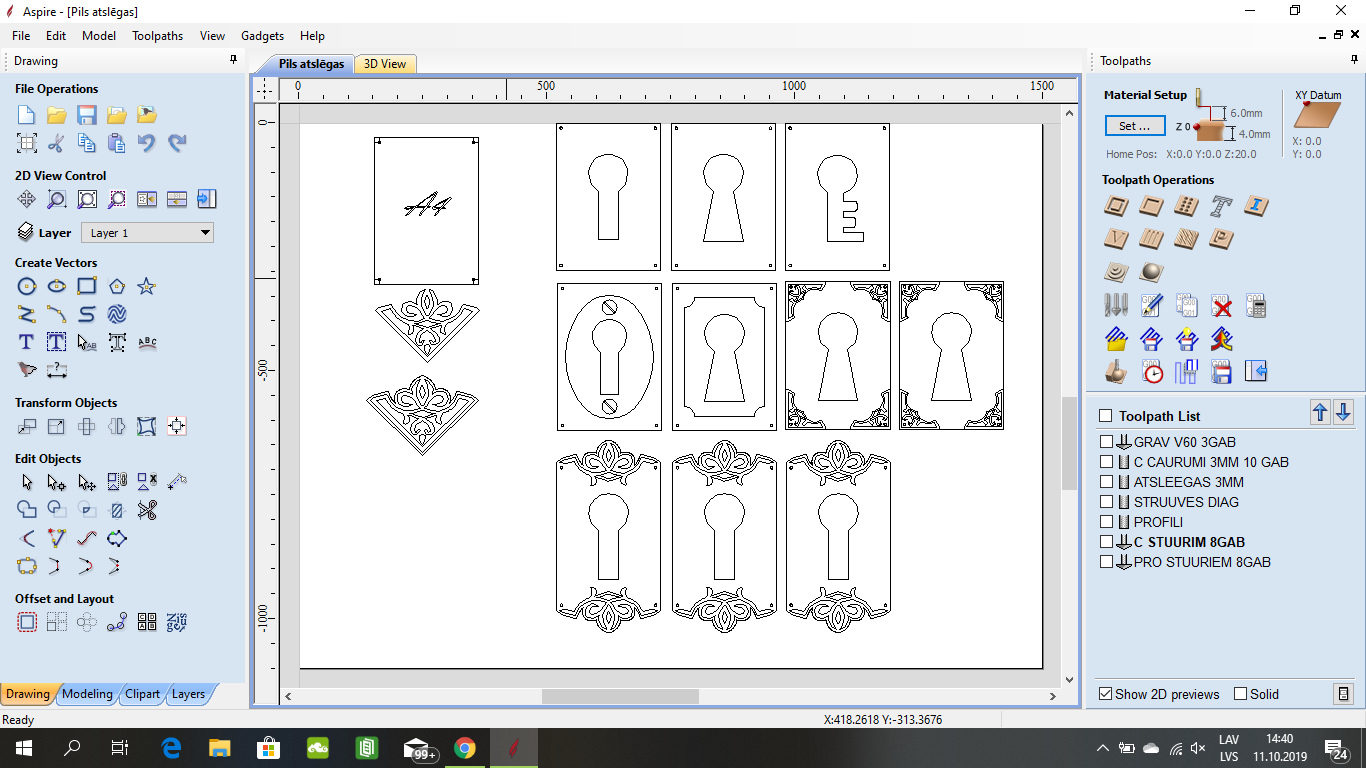 Aspire - [Pils atslēgas]
File Edit Model Toolpaths View Gadgets Help
Drawing
File Operations
2D View Control
Layer Layer 1
Create Vectors
Transform Objects
Edit Objects
Offset and Layout
Drawing Modeling Clipart Layers
Ready
Pils atslēgas 3D View
0 500 1000 1500
0
-500
-1000
A4
X:418.2618 Y:-313.3676
Toolpaths
Material Setup
Set ...
Z 0
6.0mm
4.0mm
XY Datum
X: 0.0
Y: 0.0
Home Pos: X:0.0 Y:0.0 Z:20.0
Toolpath Operations
Toolpath List
GRAV V60 3GAB
C CAURUMI 3MM 10 GAB
ATSLEEGAS 3MM
STRUUVES DIAG
PROFILI
C STUURIM 8GAB
PRO STUURIEM 8GAB
Show 2D previews Solid
99+
LAV
LVS
14:40
11.10.2019
24